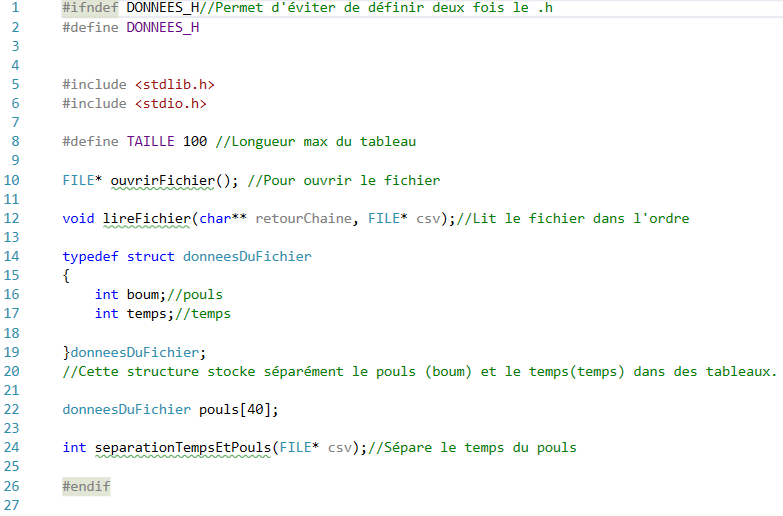 1 #ifndef DONNEES_H//Permet d'éviter de définir deux fois le .h
2 #define DONNEES_H
3
4
5 #include <stdlib.h>
6 #include <stdio.h>
7
8 #define TAILLE 100 //Longueur max du tableau
9
10 FILE* ouvrirFichier(); //Pour ouvrir le fichier
11
12 void lireFichier(char** retourChaine, FILE* csv);//Lit le fichier dans l'ordre
13
14 typedef struct donneesDuFichier
15 {
16     int boum;//pouls
17     int temps;//temps
18
19 }donneesDuFichier;
20 //Cette structure stocke séparément le pouls (boum) et le temps(temps) dans des tableaux.
21
22 donneesDuFichier pouls[40];
23
24 int separationTempsEtPouls(FILE* csv);//Sépare le temps du pouls
25
26 #endif
27